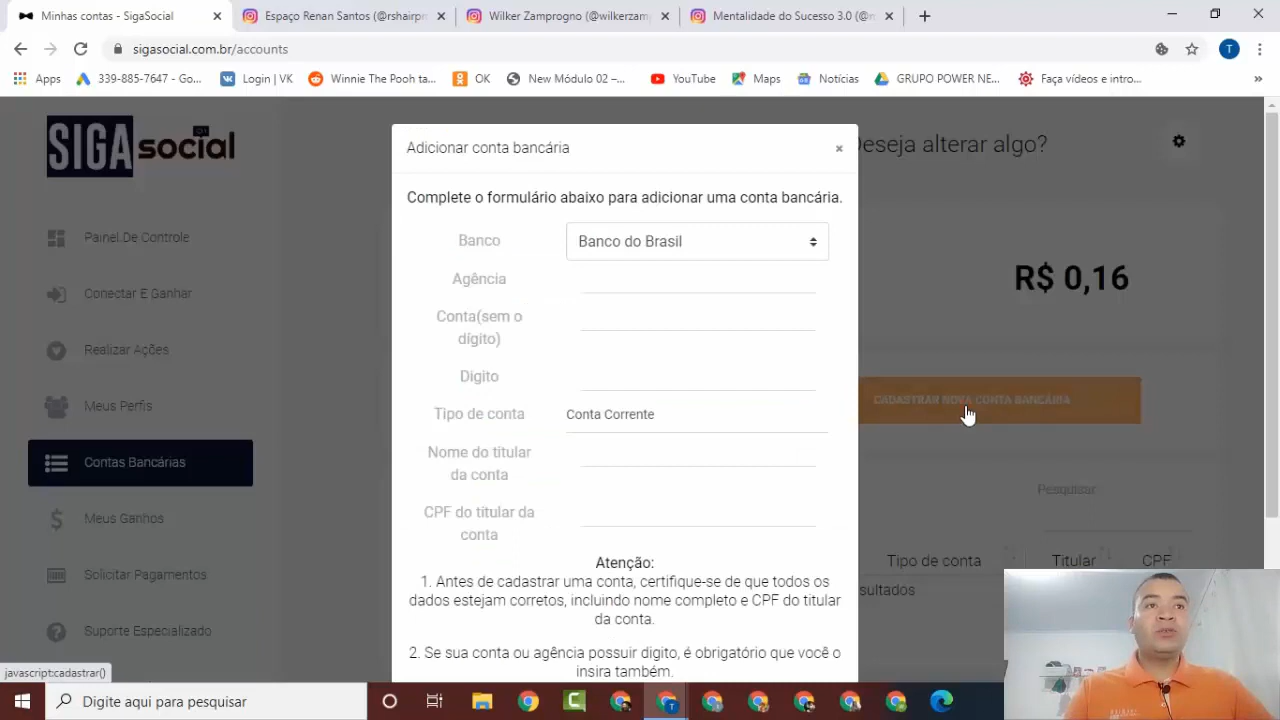 Minhas contas - SigaSocial
Espaço Renan Santos (@rshairpr
Wilker Zamprogno (@wilkerzam
Mentalidade do Sucesso 3.0 (@m
sigasocial.com.br/accounts
T
Apps
339-885-7647 - Go...
Login | VK
Winnie The Pooh ta...
OK
New Módulo 02 –...
YouTube
Maps
Notícias
GRUPO POWER NE...
Faça vídeos e intro...
»
SIGA social
Deseja alterar algo?
Adicionar conta bancária
×
Complete o formulário abaixo para adicionar uma conta bancária.
Painel De Controle
Banco
Banco do Brasil
Agência
R$ 0,16
Conectar E Ganhar
Conta(sem o
dígito)
Realizar Ações
Digito
CADASTRAR NOVA CONTA BANCÁRIA
Meus Perfis
Tipo de conta
Conta Corrente
Contas Bancárias
Nome do titular
da conta
Pesquisar
Meus Ganhos
CPF do titular da
conta
Tipo de conta
Titular
CPF
Atenção:
Solicitar Pagamentos
1. Antes de cadastrar uma conta, certifique-se de que todos os
dados estejam corretos, incluindo nome completo e CPF do titular
da conta.
sultados
Suporte Especializado
2. Se sua conta ou agência possuir digito, é obrigatório que você o
insira também.
javascript:cadastrar()
Digite aqui para pesquisar